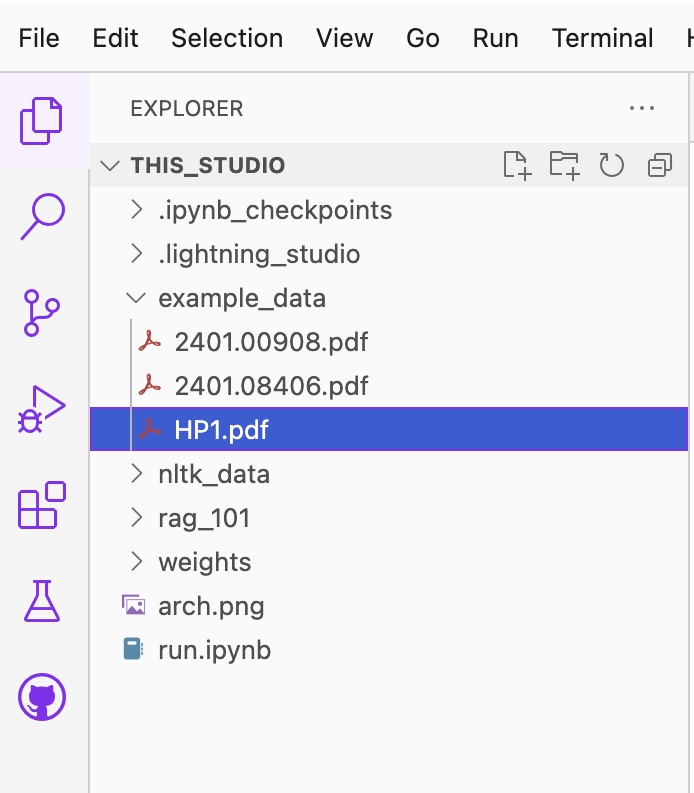 File Edit Selection View Go Run Terminal
EXPLORER
THIS_STUDIO
.ipynb_checkpoints
.lightning_studio
example_data
2401.00908.pdf
2401.08406.pdf
HP1.pdf
nltk_data
rag_101
weights
arch.png
run.ipynb